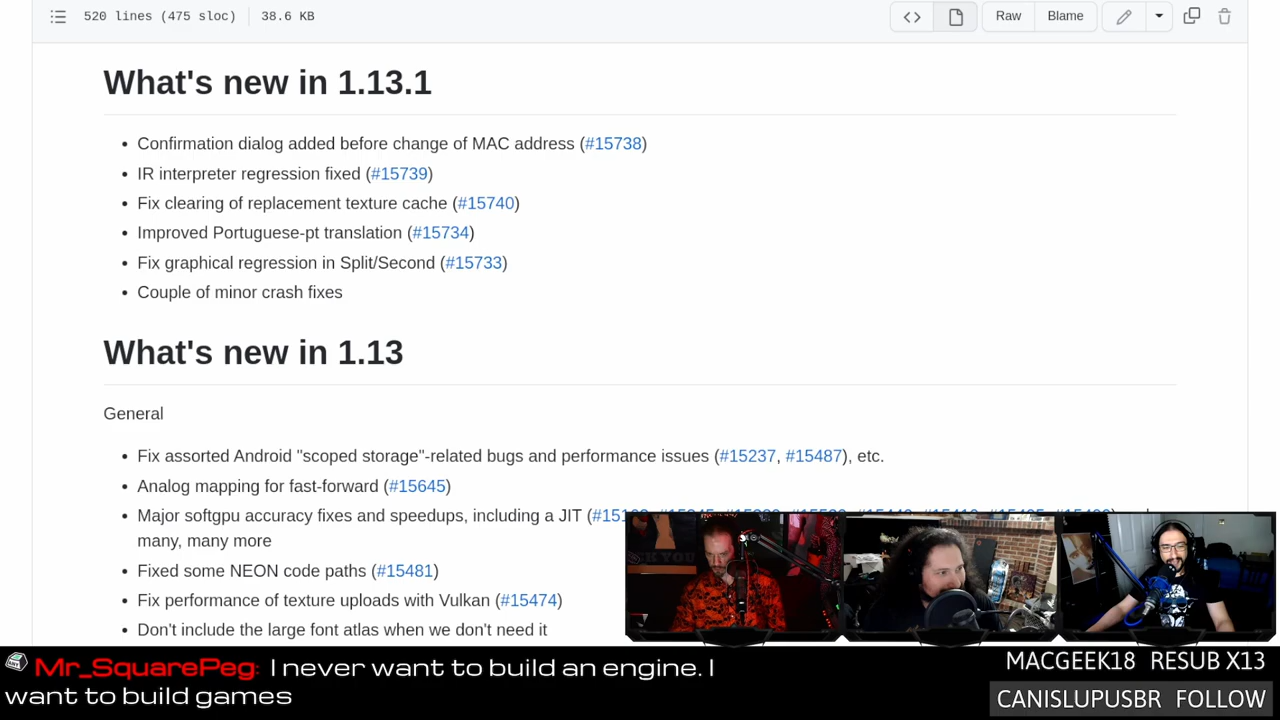 520 lines (475 sloc) 38.6 KB Raw Blame
What's new in 1.13.1
Confirmation dialog added before change of MAC address (#15738)
IR interpreter regression fixed (#15739)
Fix clearing of replacement texture cache (#15740)
Improved Portuguese-pt translation (#15734)
Fix graphical regression in Split/Second (#15733)
Couple of minor crash fixes
What's new in 1.13
General
Fix assorted Android "scoped storage"-related bugs and performance issues (#15237, #15487), etc.
Analog mapping for fast-forward (#15645)
Major softgpu accuracy fixes and speedups, including a JIT
many, many more
Fixed some NEON code paths (#15481)
Fix performance of texture uploads with Vulkan (#15474)
Don't include the large font atlas when we don't need it
Mr_SquarePeg: I never want to build an engine. I
want to build games
MACGEEK18 RESUB X13
CANISLUPUSBR FOLLOW